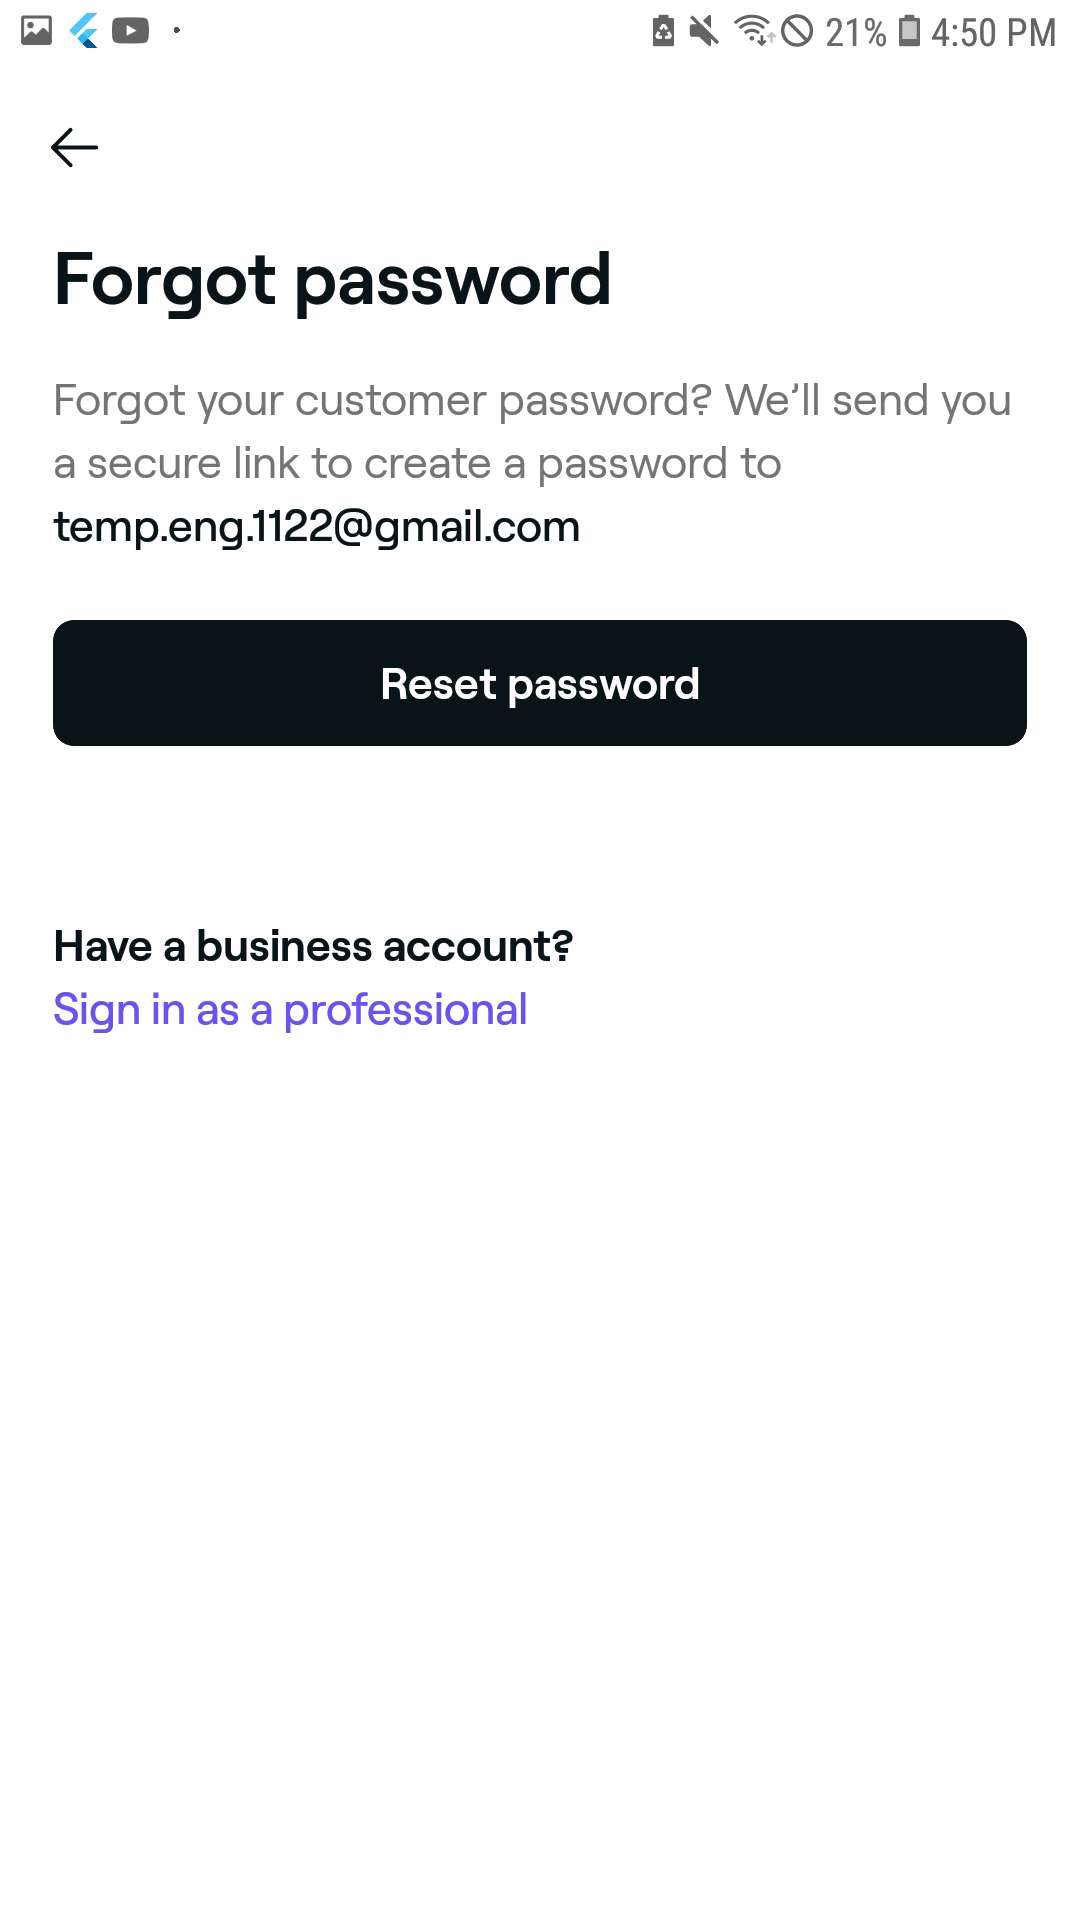 21% 4:50 PM
Forgot password
Forgot your customer password? We’ll send you
a secure link to create a password to
temp.eng.1122@gmail.com
Reset password
Have a business account?
Sign in as a professional